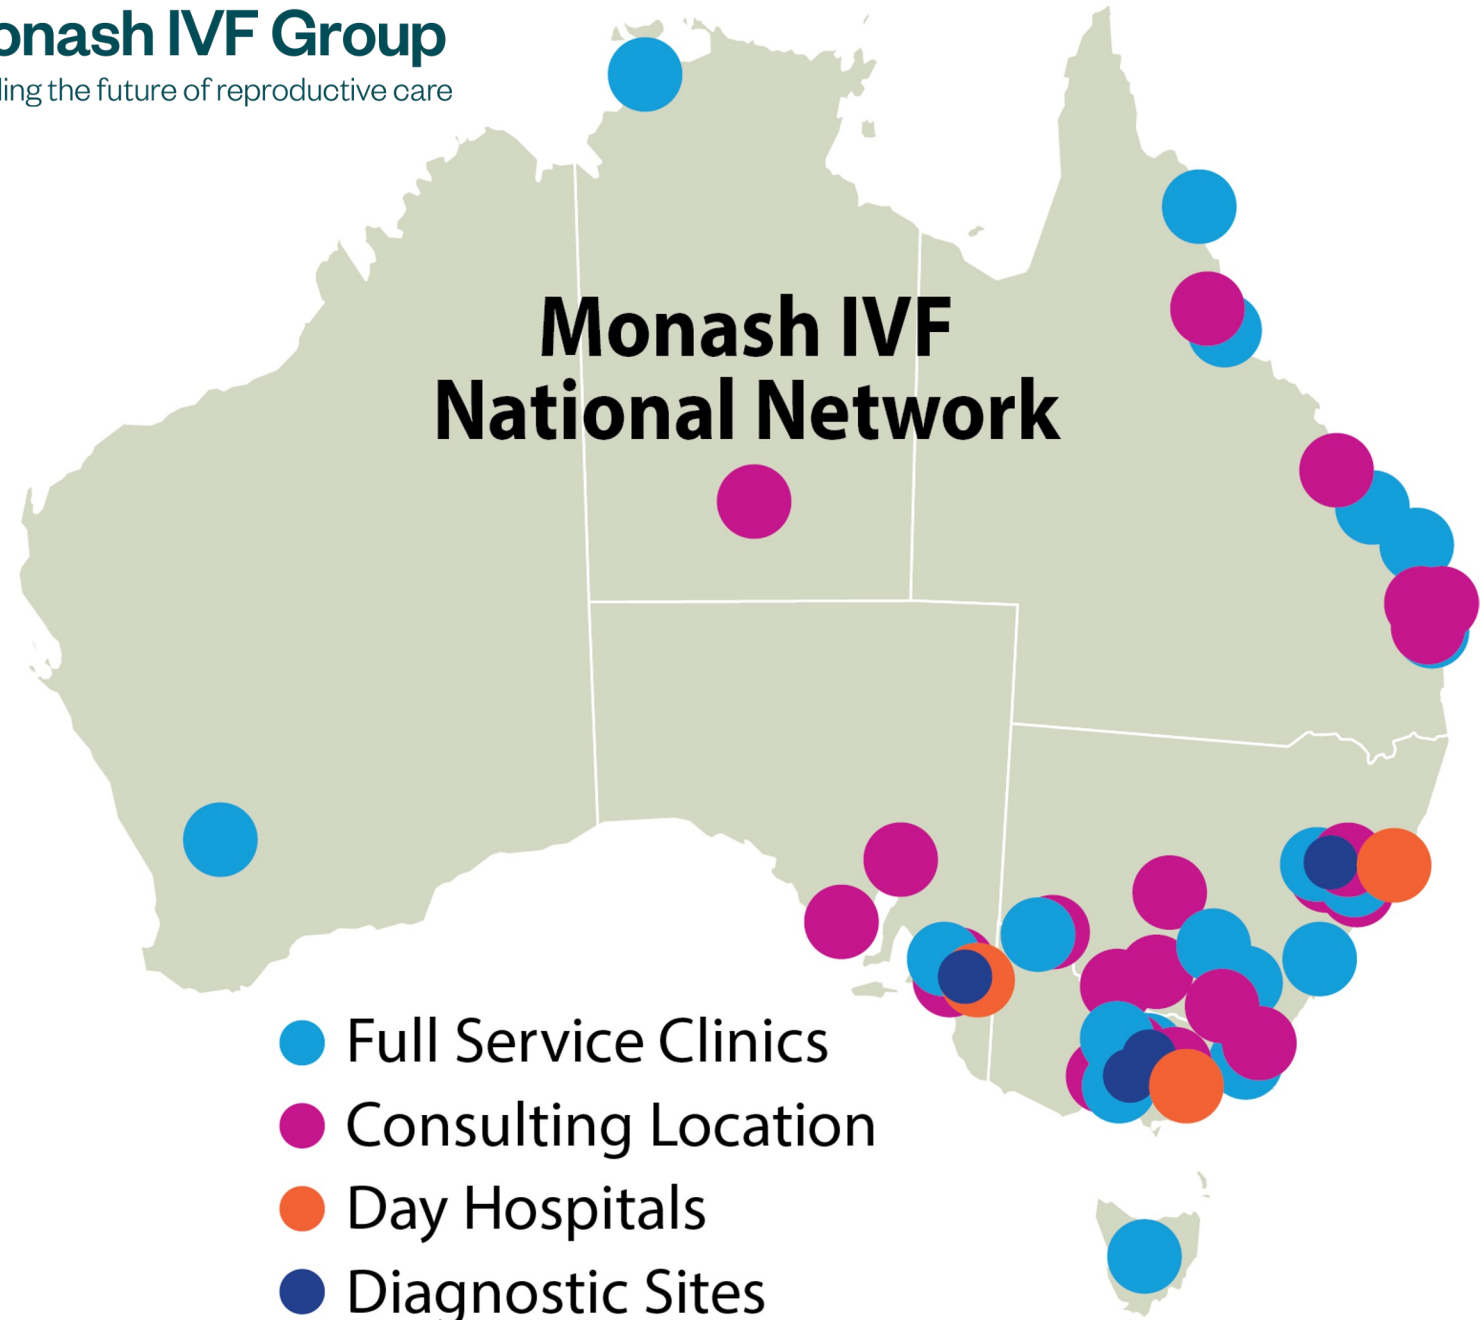 onash IVF Group
ling the future of reproductive care
Monash IVF
National Network
Full Service Clinics
Consulting Location
Day Hospitals
Diagnostic Sites